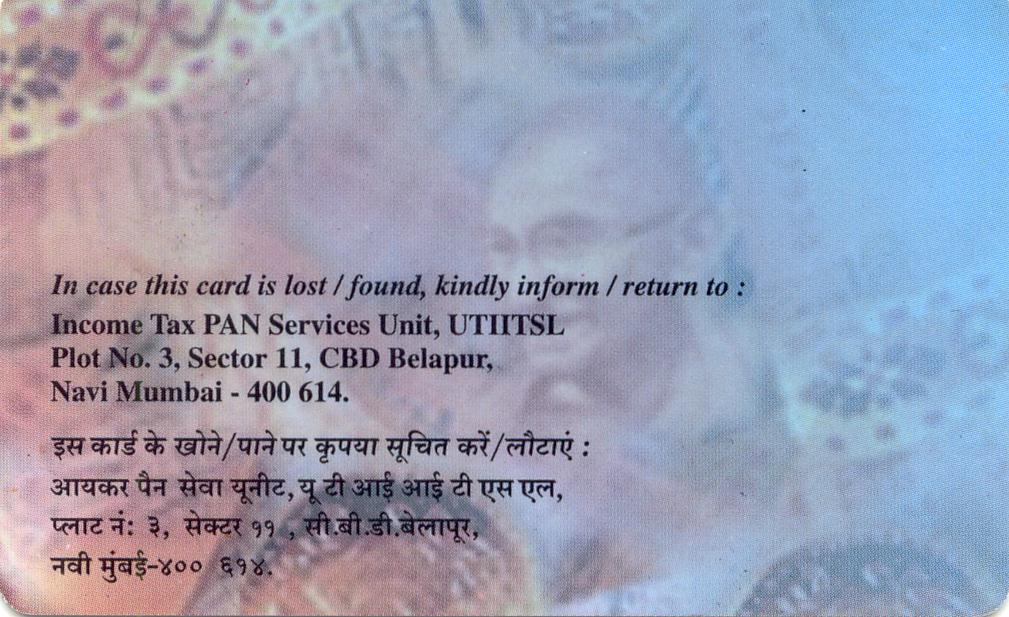 In case this card is lost / found, kindly inform / return to :
Income Tax PAN Services Unit, UTIITSL
Plot No. 3, Sector 11, CBD Belapur,
Navi Mumbai - 400 614.
इस कार्ड के खोने/पाने पर कृपया सूचित करें/लौटाएं :
आयकर पैन सेवा यूनीट, यू टी आई आई टी एस एल,
प्लाट नं: ३, सेक्टर ११ , सी.बी.डी.बेलापूर,
नवी मुंबई-४०० ६१४.